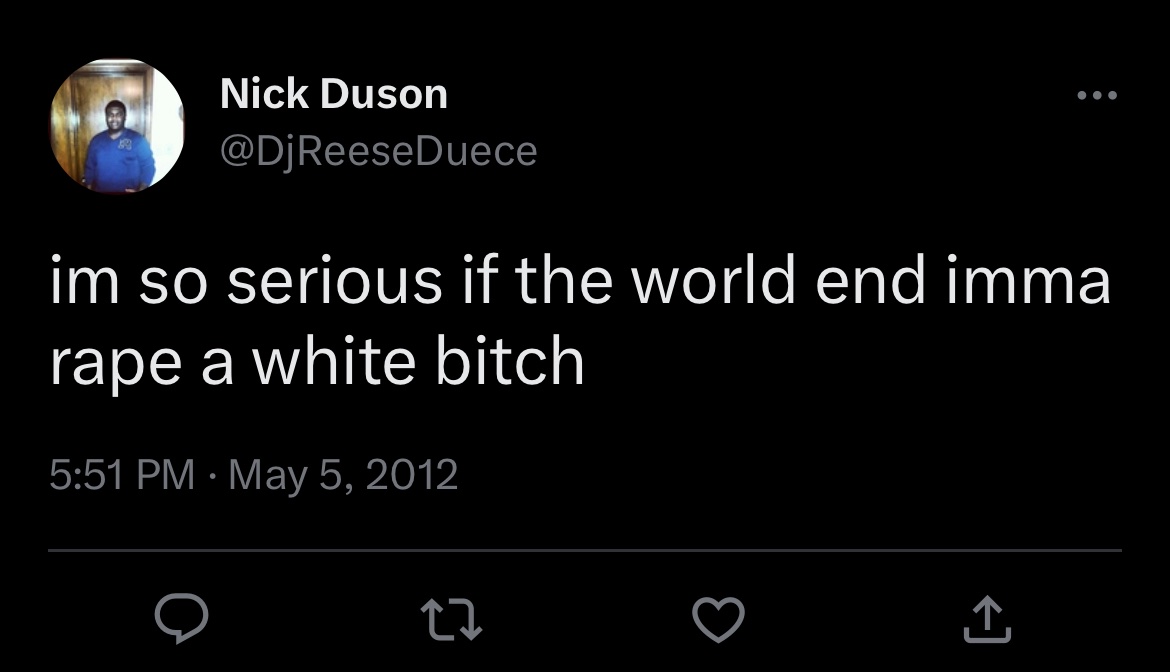 Nick Duson
@DjReeseDuece
im so serious if the world end imma
rape a white bitch
5:51 PM · May 5, 2012